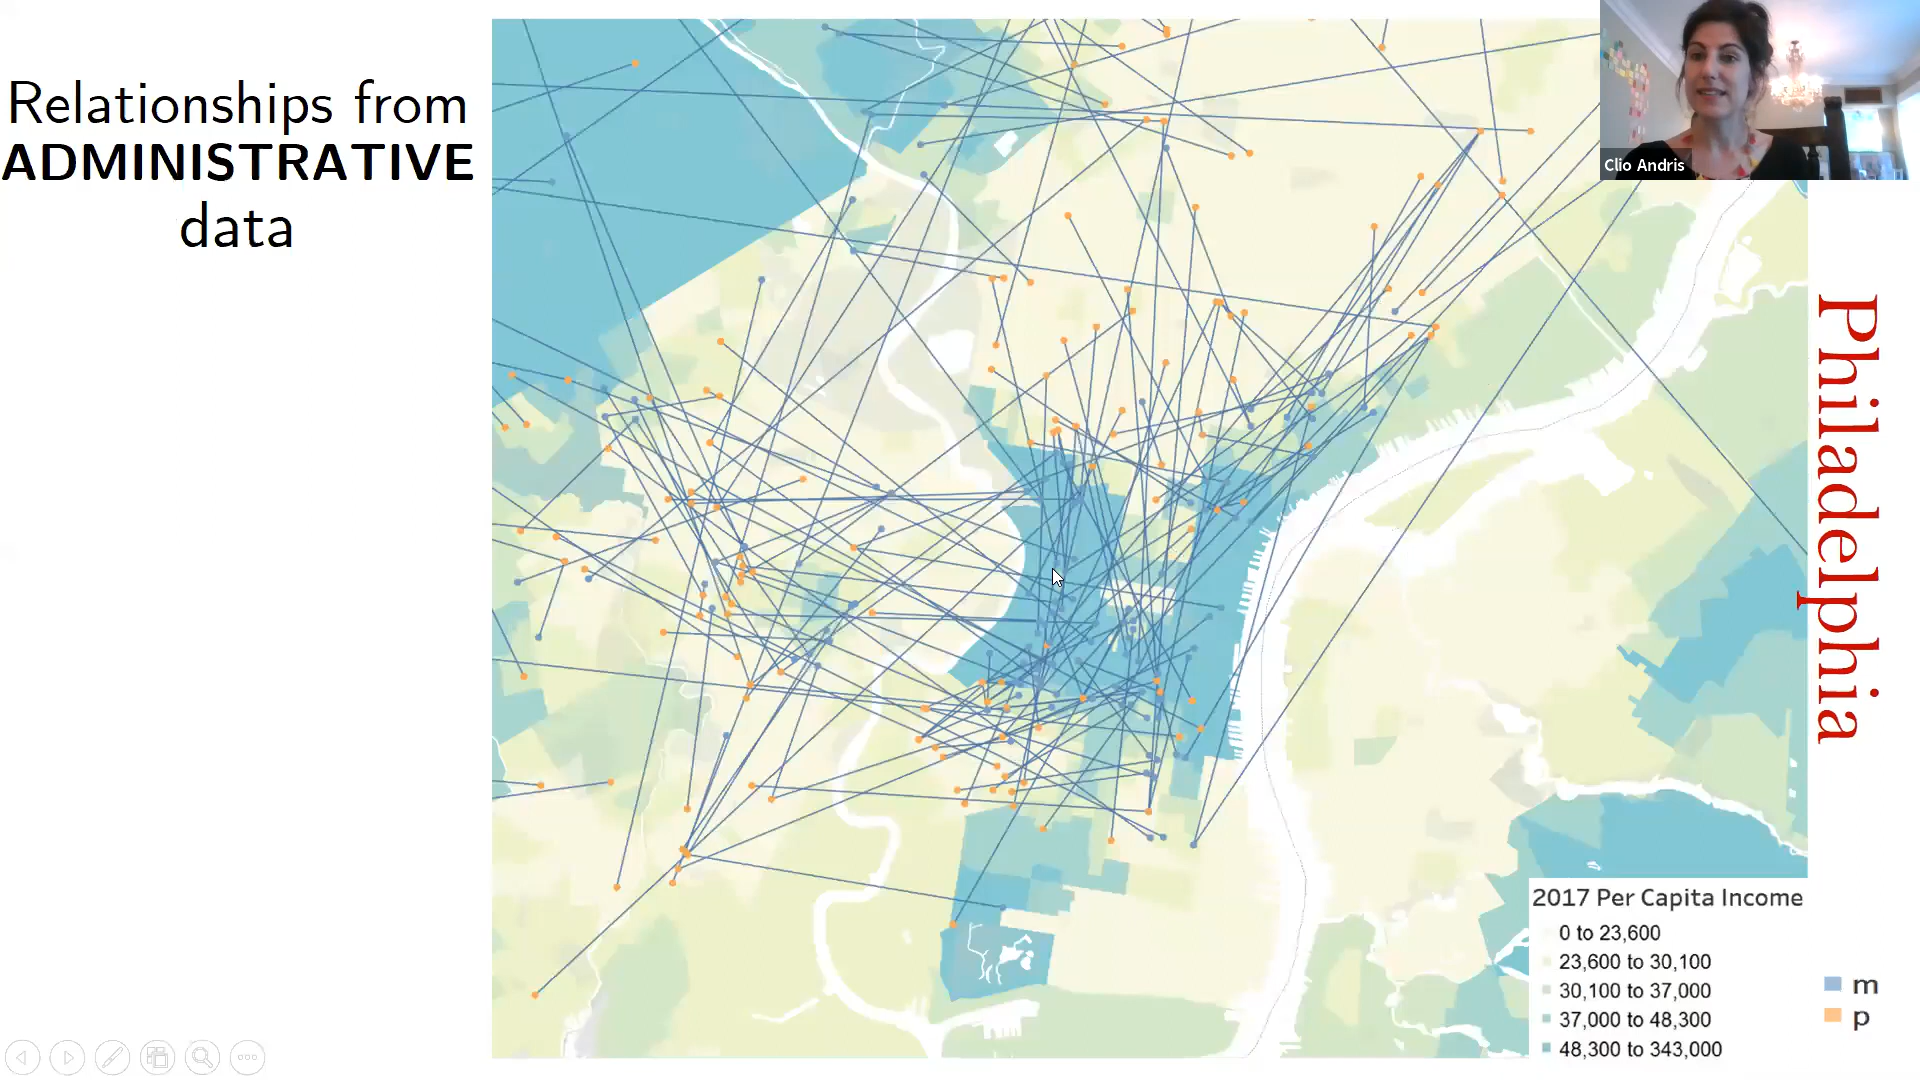 Relationships from
ADMINISTRATIVE
data
Clio Andris
Philadelphia
2017 Per Capita Income
0 to 23,600
23,600 to 30,100
30,100 to 37,000
37,000 to 48,300
48,300 to 343,000
m
p